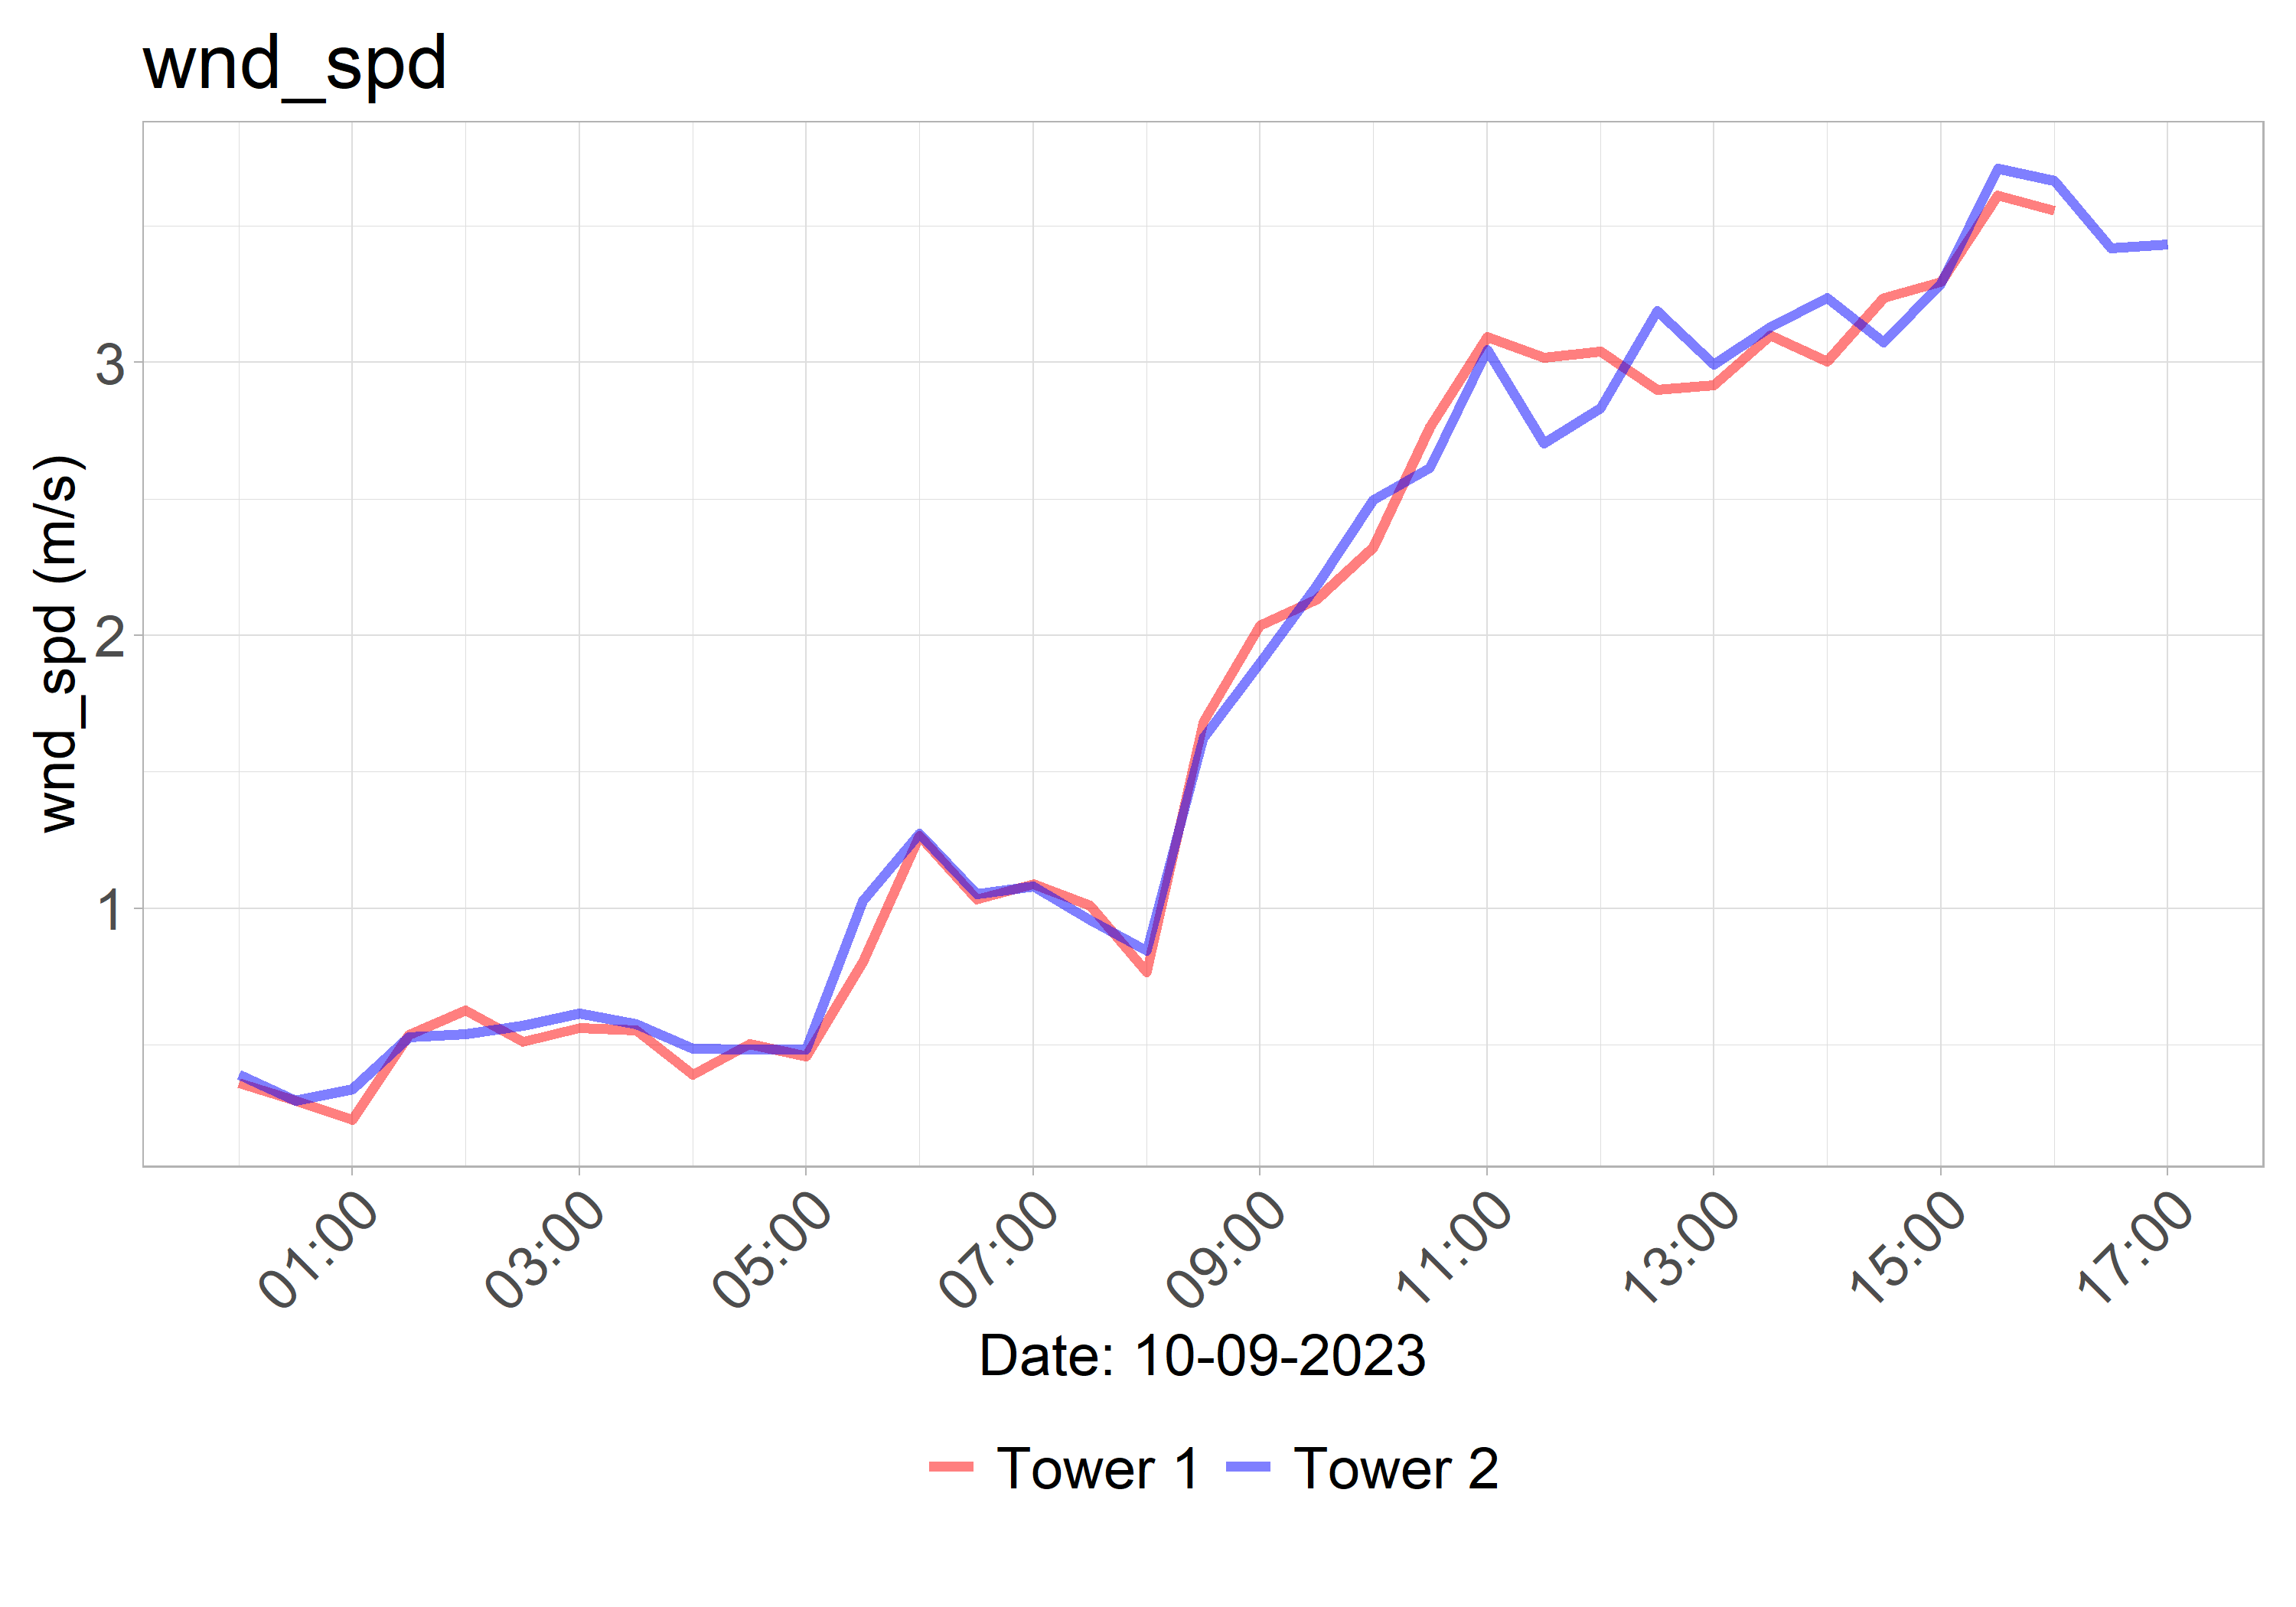 wnd_spd
wnd_spd (m/s)
3
2
1
01:00 03:00 05:00 07:00 09:00 11:00 13:00 15:00 17:00
Date: 10-09-2023
Tower 1 Tower 2